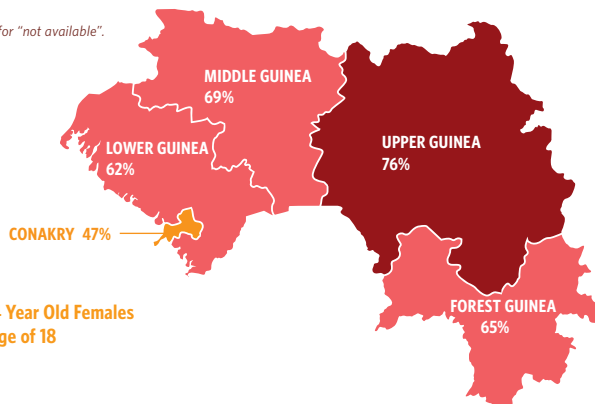 for “not available”.
MIDDLE GUINEA
69%
UPPER GUINEA
76%
LOWER GUINEA
62%
CONAKRY 47%
Year Old Females
ge of 18
FOREST GUINEA
65%